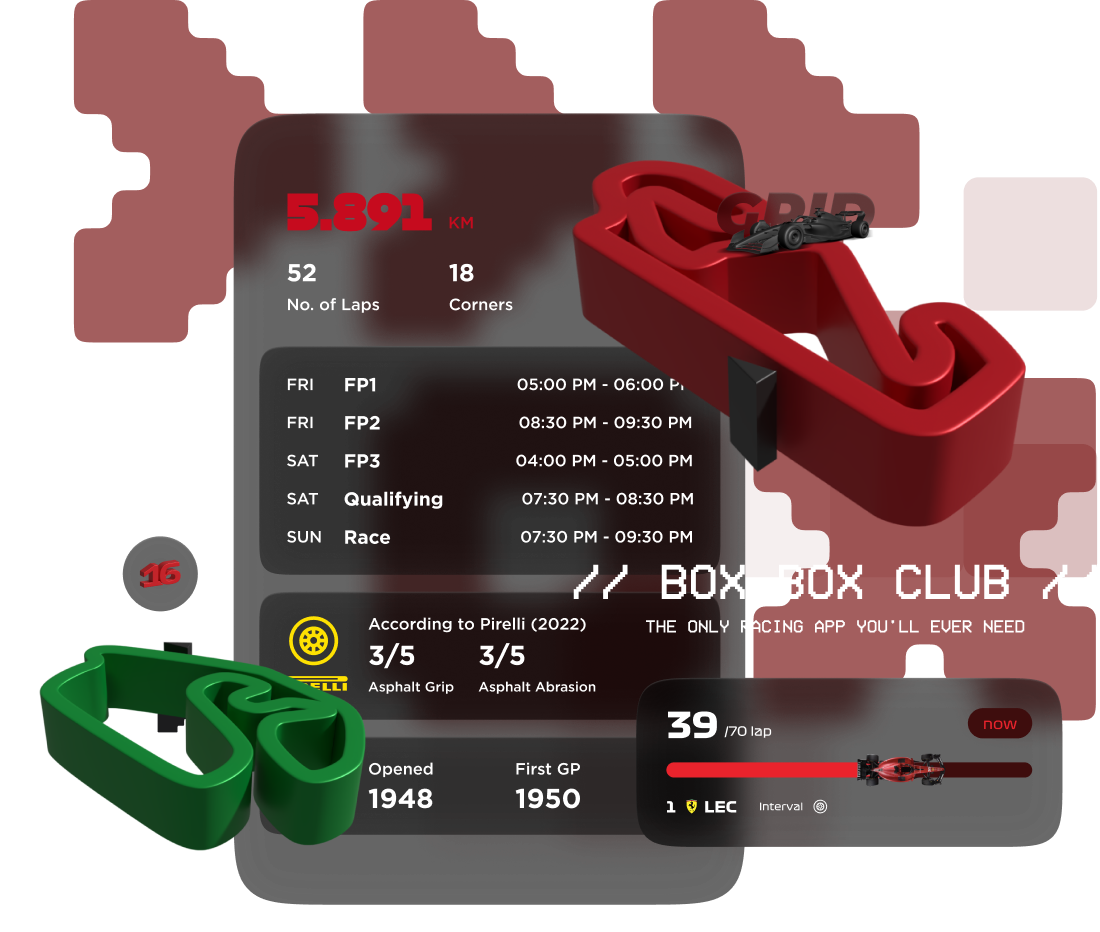 5.891 KM
GRID
52
No. of Laps
18
Corners
FRI FP1 05:00 PM - 06:00
FRI FP2 08:30 PM - 09:30 PM
SAT FP3 04:00 PM - 05:00 PM
SAT Qualifying 07:30 PM - 08:30 PM
SUN Race 07:30 PM - 09:30 PM
16
// BOX BOX CLUB //
THE ONLY RACING APP YOU'LL EVER NEED
According to Pirelli (2022)
3/5
Asphalt Grip
3/5
Asphalt Abrasion
Opened
1948
First GP
1950
39 /70 lap
now
1 LEC Interval